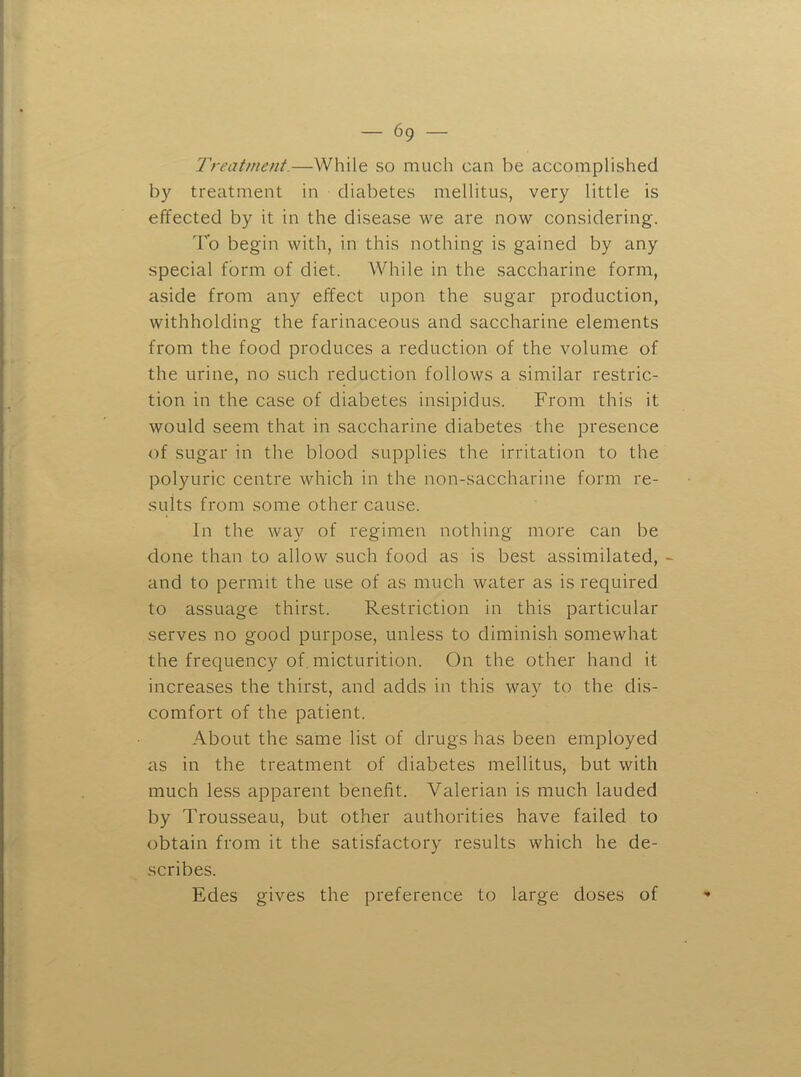 — 69 —
Treatment.—While so much can be accomplished
by treatment in diabetes mellitus, very little is
effected by it in the disease we are now considering.
To begin with, in this nothing is gained by any
special form of diet. While in the saccharine form,
aside from any effect upon the sugar production,
withholding the farinaceous and saccharine elements
from the food produces a reduction of the volume of
the urine, no such reduction follows a similar restric-
tion in the case of diabetes insipidus. From this it
would seem that in saccharine diabetes the presence
of sugar in the blood supplies the irritation to the
polyuric centre which in the non-saccharine form re-
sults from some other cause.
In the way of regimen nothing more can be
done than to allow such food as is best assimilated,
and to permit the use of as much water as is required
to assuage thirst. Restriction in this particular
serves no good purpose, unless to diminish somewhat
the frequency of micturition. On the other hand it
increases the thirst, and adds in this way to the dis-
comfort of the patient.
About the same list of drugs has been employed
as in the treatment of diabetes mellitus, but with
much less apparent benefit. Valerian is much lauded
by Trousseau, but other authorities have failed to
obtain from it the satisfactory results which he de-
scribes.
Edes gives the preference to large doses of